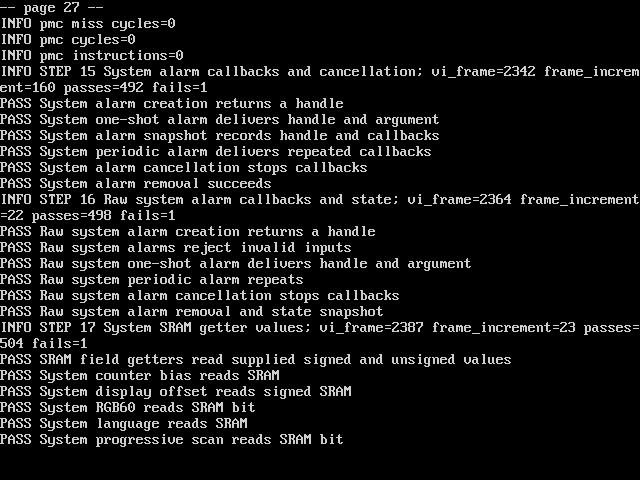 -- page 27 --
INFO pmc miss cycles=0
INFO pmc cycles=0
INFO pmc instructions=0
INFO STEP 15 System alarm callbacks and cancellation; vi_frame=2342 frame_increm
ent=160 passes=492 fails=1
PASS System alarm creation returns a handle
PASS System one-shot alarm delivers handle and argument
PASS System alarm snapshot records handle and callbacks
PASS System periodic alarm delivers repeated callbacks
PASS System alarm cancellation stops callbacks
PASS System alarm removal succeeds
INFO STEP 16 Raw system alarm callbacks and state; vi_frame=2364 frame_increment
=22 passes=498 fails=1
PASS Raw system alarm creation returns a handle
PASS Raw system alarms reject invalid inputs
PASS Raw system one-shot alarm delivers handle and argument
PASS Raw system periodic alarm repeats
PASS Raw system alarm cancellation stops callbacks
PASS Raw system alarm removal and state snapshot
INFO STEP 17 System SRAM getter values; vi_frame=2387 frame_increment=23 passes=
504 fails=1
PASS SRAM field getters read supplied signed and unsigned values
PASS System counter bias reads SRAM
PASS System display offset reads signed SRAM
PASS System RGB60 reads SRAM bit
PASS System language reads SRAM
PASS System progressive scan reads SRAM bit